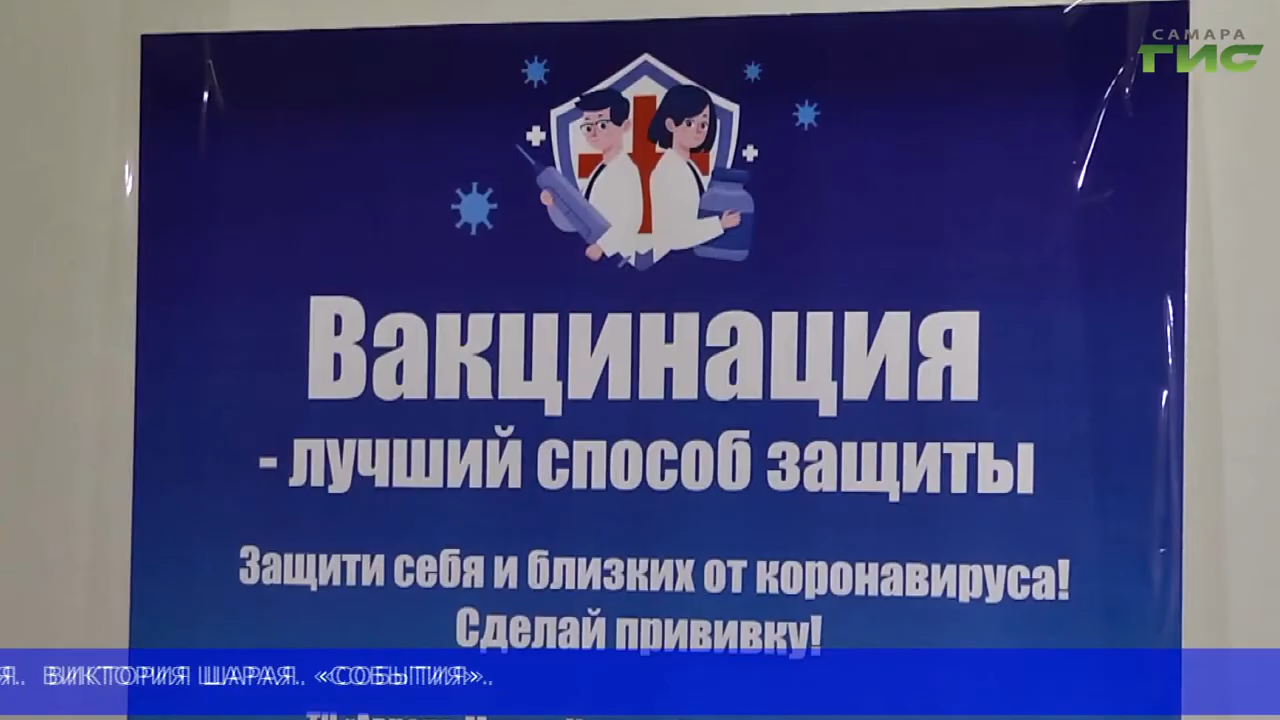 САМАРА
ГИС
Вакцинация
- лучший способ защиты
Защити себя и близких от коронавируса!
Сделай прививку!
Я.. ВИКТОРИЯ ШАРАЯ.. «СОБЫТИЯ»..